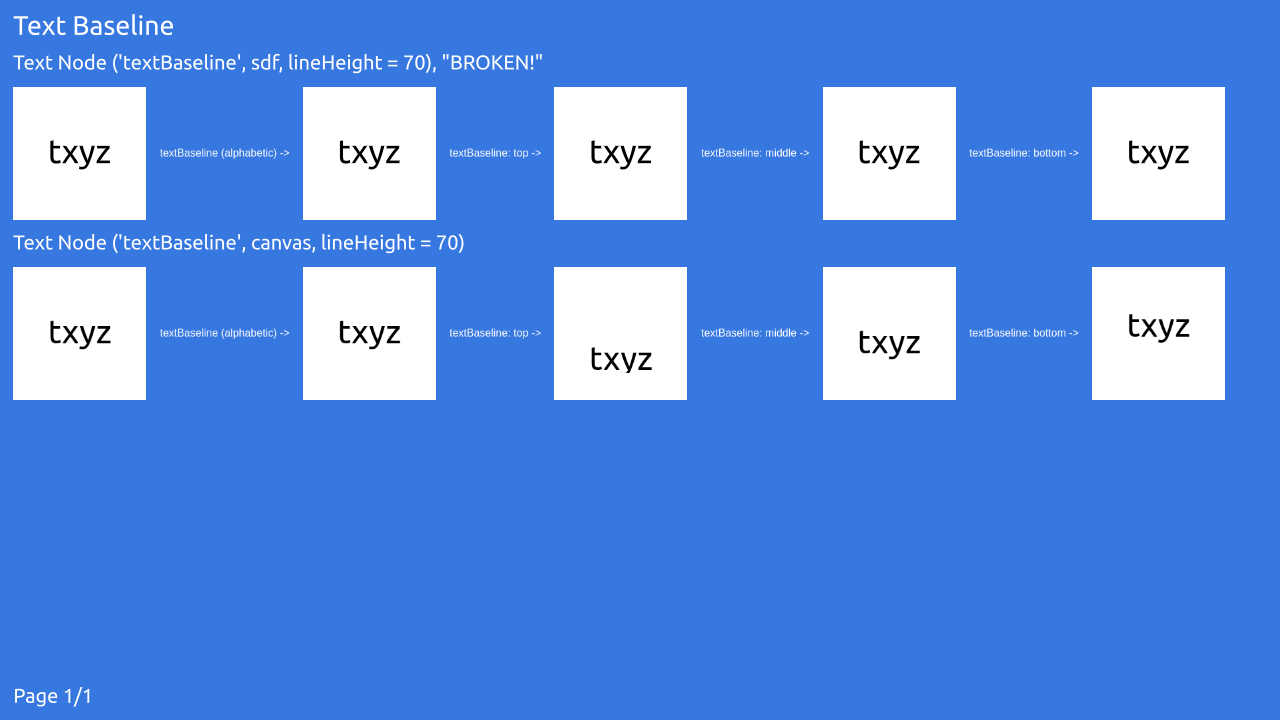 Text Baseline
Text Node ('textBaseline', sdf, lineHeight = 70), "BROKEN!"
txyz textBaseline (alphabetic) -> txyz textBaseline: top -> txyz textBaseline: middle -> txyz textBaseline: bottom -> txyz
Text Node ('textBaseline', canvas, lineHeight = 70)
txyz textBaseline (alphabetic) -> txyz textBaseline: top -> txyz textBaseline: middle -> txyz textBaseline: bottom -> txyz
Page 1/1